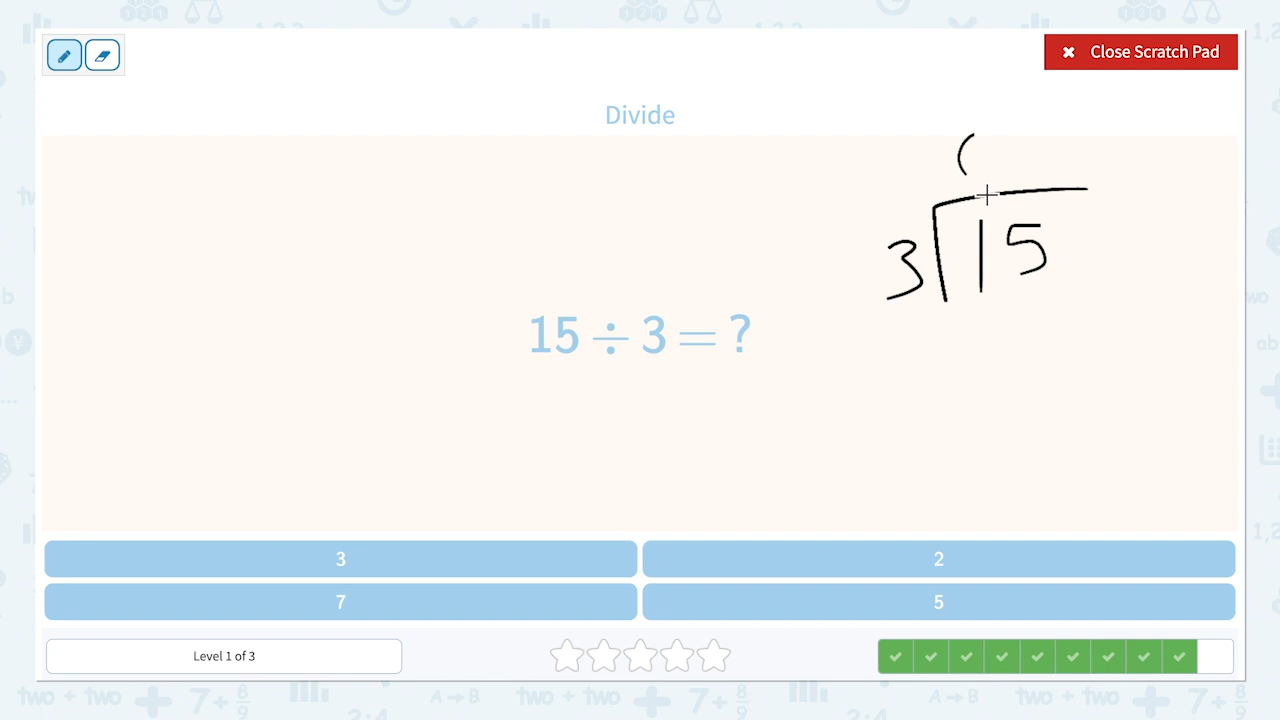 Close Scratch Pad
Divide
3 15
15 ÷ 3 = ?
3
2
7
5
Level 1 of 3